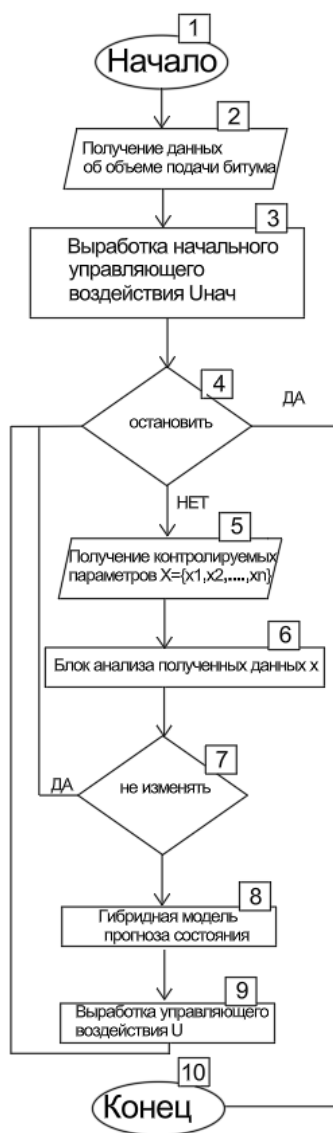 1
Начало
2
Получение данных
об объеме подачи битума
3
Выработка начального
управляющего
воздействия Uнач
4
ДА
остановить
НЕТ
5
Получение контролируемых
параметров X={x1,x2,....,xn}
6
Блок анализа полученных данных x
7
ДА
не изменять
8
Гибридная модель
прогноза состояния
9
Выработка управляющего
воздействия U
10
Конец